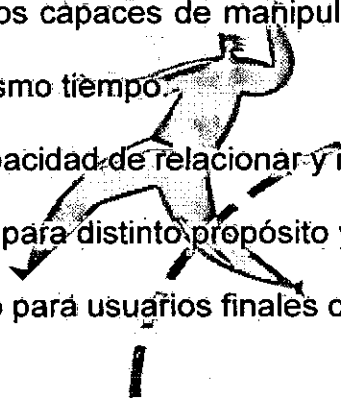 os capaces de manipul
smo tiempo.
pacidad de relacionar y
para distinto propósito y
o para usuarios finales